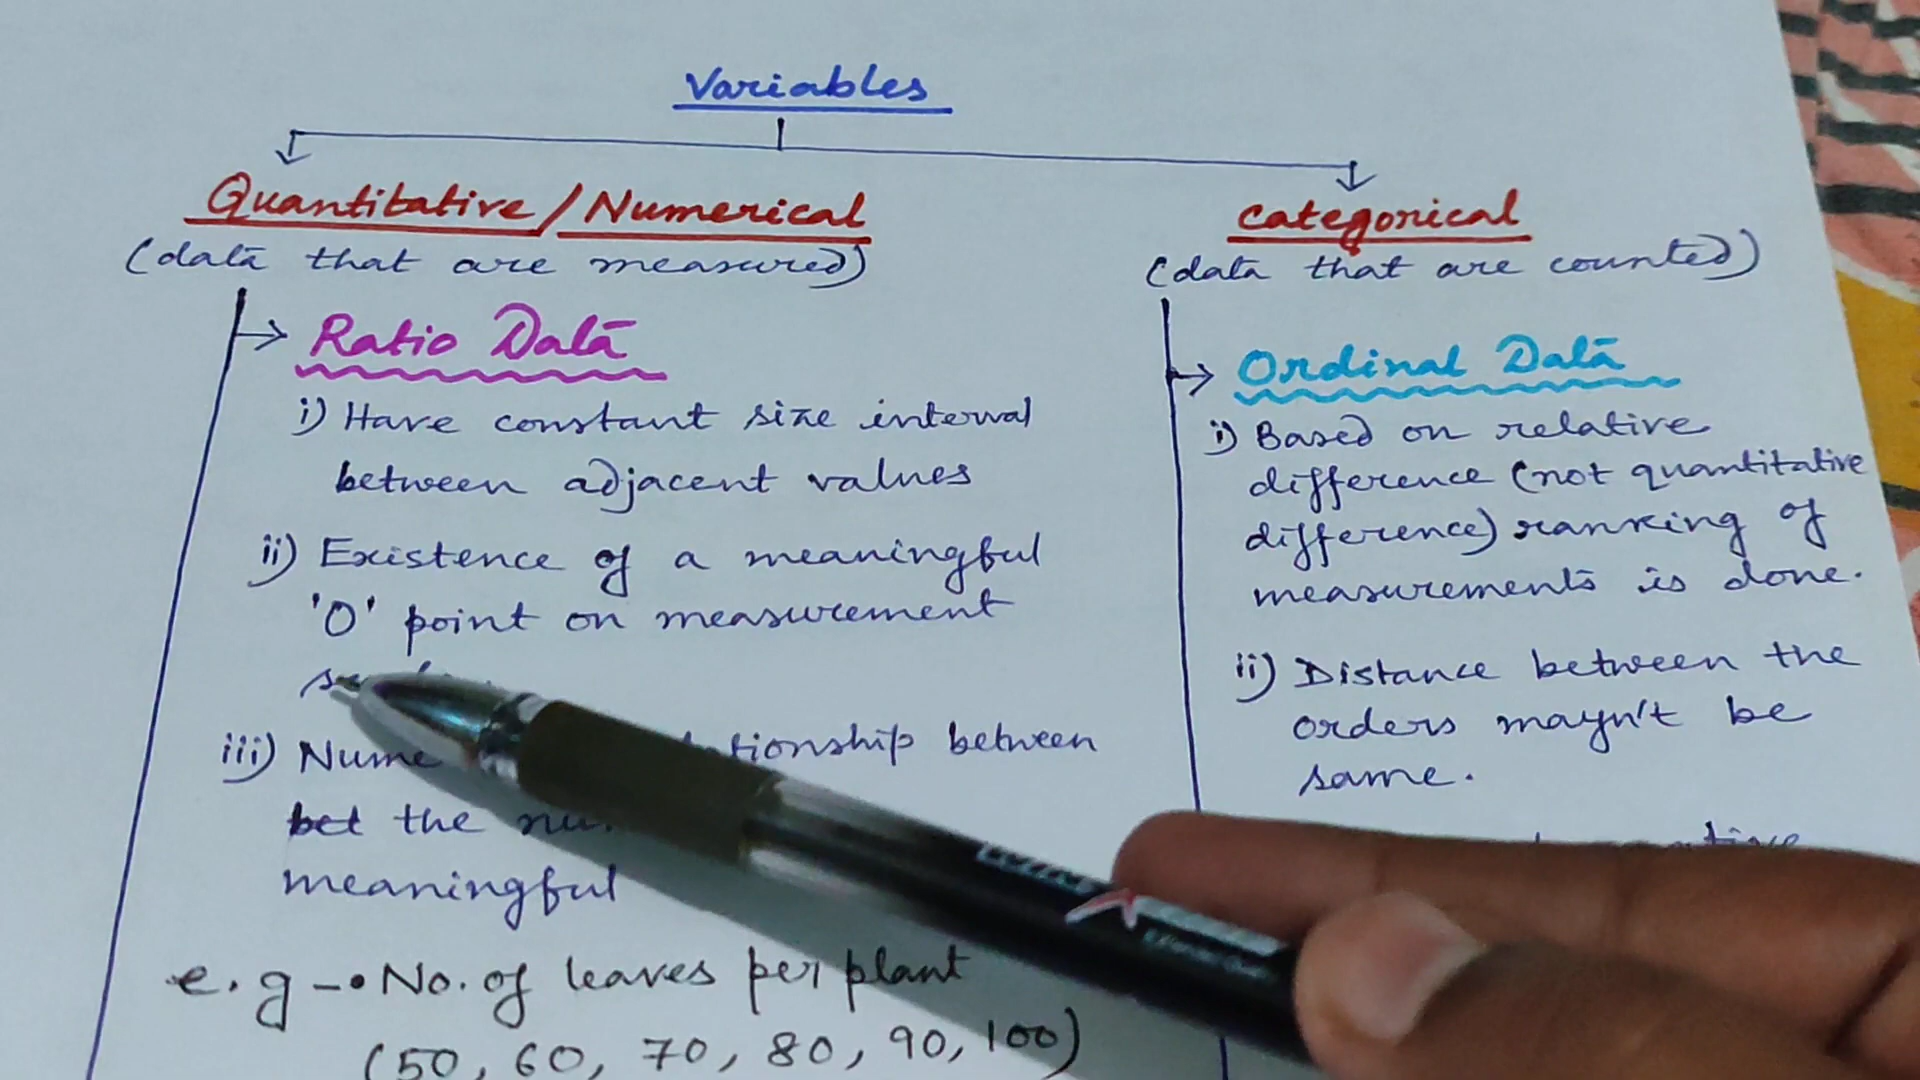 Variables
Quantitative/Numerical
(data that are measured)
Ratio Data
i) Have constant size interval
between adjacent values
ii) Existence of a meaningful
'0' point on measurement
iii) Nume tionship between
bet the nu
meaningful
e.g -• No. of leaves per plant
(50, 60, 70, 80, 90, 100)
Categorical
(data that are counted)
Ordinal Data
i) Based on relative
difference (not quantitative
difference) ranking of
measurements is done.
ii) Distance between the
orders mayn't be
same.